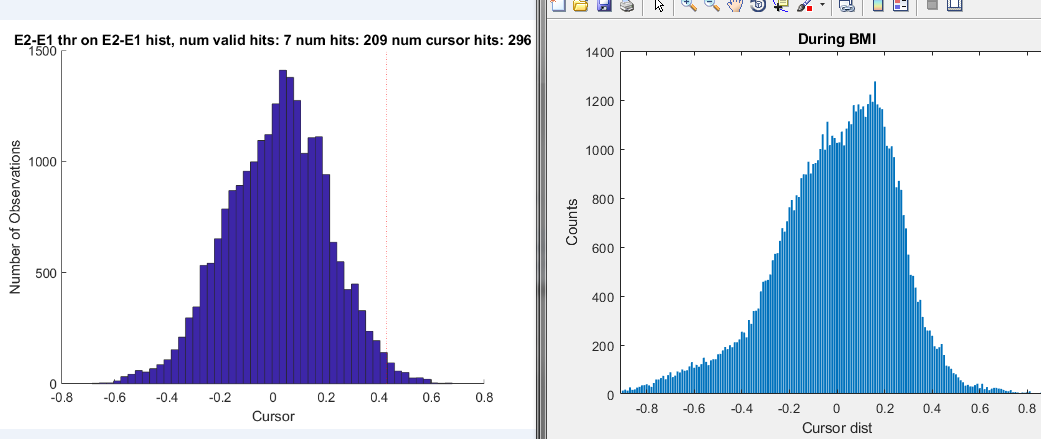 E2-E1 thr on E2-E1 hist, num valid hits: 7 num hits: 209 num cursor hits: 296
1500
1000
500
0
Number of Observations
-0.8 -0.6 -0.4 -0.2 0 0.2 0.4 0.6 0.8
Cursor
During BMI
1400
1200
1000
800
600
400
200
0
Counts
-0.8 -0.6 -0.4 -0.2 0 0.2 0.4 0.6 0.8
Cursor dist